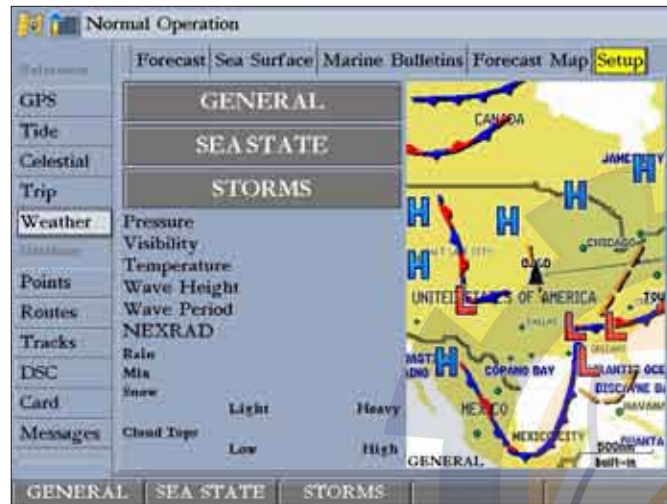 Normal Operation
Forecast Sea Surface Marine Bulletins Forecast Map Setup
GPS
Tide
Celestial
Trip
Weather
Points
Routes
Tracks
DSC
Card
Messages
GENERAL
SEA STATE
STORMS
Pressure
Visibility
Temperature
Wave Height
Wave Period
NEXRAD
Rain
Mix
Snow
Light Heavy
Cloud Tops
Low High
CANADA
H
H
H
H
CHICAGO
H
UNITED STATES OF AMERICA
L
DALLAS
L L
L
H
COPANO BAY
MEXICO
HAVANA
MEXICO CITY
500nm
GENERAL
built-in
GENERAL SEA STATE STORMS